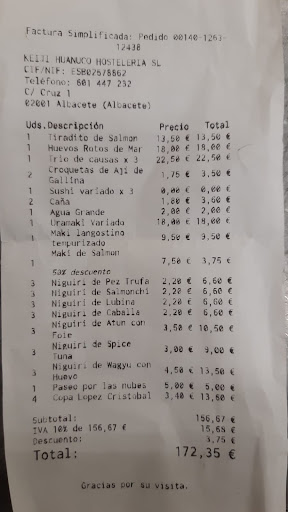 Factura Simplificada: Pedido 00140-1263-
12438
KEIJI HUANUCO HOSTELERIA SL
CIF/NIF: ESB02678862
Teléfono: 601 447 232
C/ Cruz 1
02001 Albacete (Albacete)
Uds. Descripción Precio Total
1 Tiradito de Salmon 13,50 € 13,50 €
1 Huevos Rotos de Mar 18,00 € 18,00 €
1 Trio de causas x 3 22,50 € 22,50 €
2 Croquetas de Aji de 1,75 € 3,50 €
Gallina
1 Sushi variado x 3 0,00 € 0,00 €
2 Caña 1,80 € 3,60 €
1 Agua Grande 2,00 € 2,00 €
1 Uramaki Variado 18,00 € 18,00 €
1 Maki langostino 9,50 € 9,50 €
tempurizado
Maki de Salmon
1 7,50 € 3,75 €
50% descuento
3 Niguiri de Pez Trufa 2,20 € 6,60 €
3 Niguiri de Salmonchi 2,20 € 6,60 €
3 Niguiri de Lubina 2,20 € 6,60 €
3 Niguiri de Caballa 2,20 € 6,60 €
3 Niguiri de Atun con 3,50 € 10,50 €
Foie
3 Niguiri de Spice 3,00 € 9,00 €
Tuna
3 Niguiri de Wagyu con 4,50 € 13,50 €
Huevo
1 Paseo por las nubes 5,00 € 5,00 €
4 Copa Lopez Cristobal 3,40 € 13,60 €
Subtotal: 156,67 €
IVA 10% de 156,67 € 15,68 €
Descuento: 3,75 €
Total: 172,35 €
Gracias por su visita.